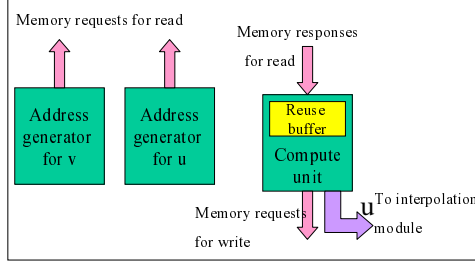 Memory requests for read
Memory responses
for read
Address
generator
for v
Address
generator
for u
Reuse
buffer
Compute
unit
Memory requests
for write
u
To interpolation
module